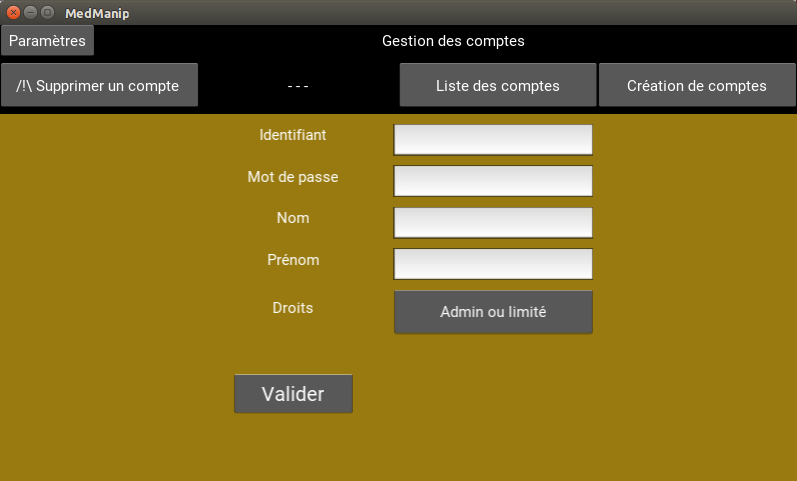 MedManip
Paramètres
Gestion des comptes
/!\ Supprimer un compte
---
Liste des comptes
Création de comptes
Identifiant
Mot de passe
Nom
Prénom
Droits
Admin ou limité
Valider